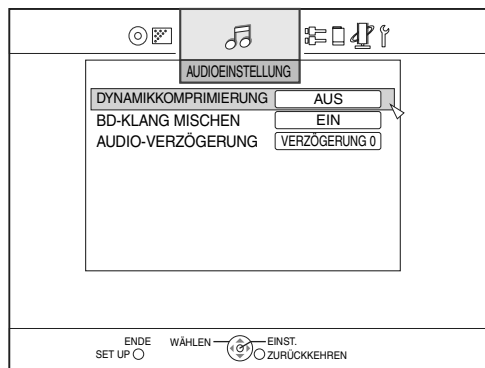 AUDIOEINSTELLUNG
DYNAMIKKOMPRIMIERUNG AUS
BD-KLANG MISCHEN EIN
AUDIO-VERZÖGERUNG VERZÖGERUNG 0
ENDE WÄHLEN EINST.
SET UP ZURÜCKKEHREN